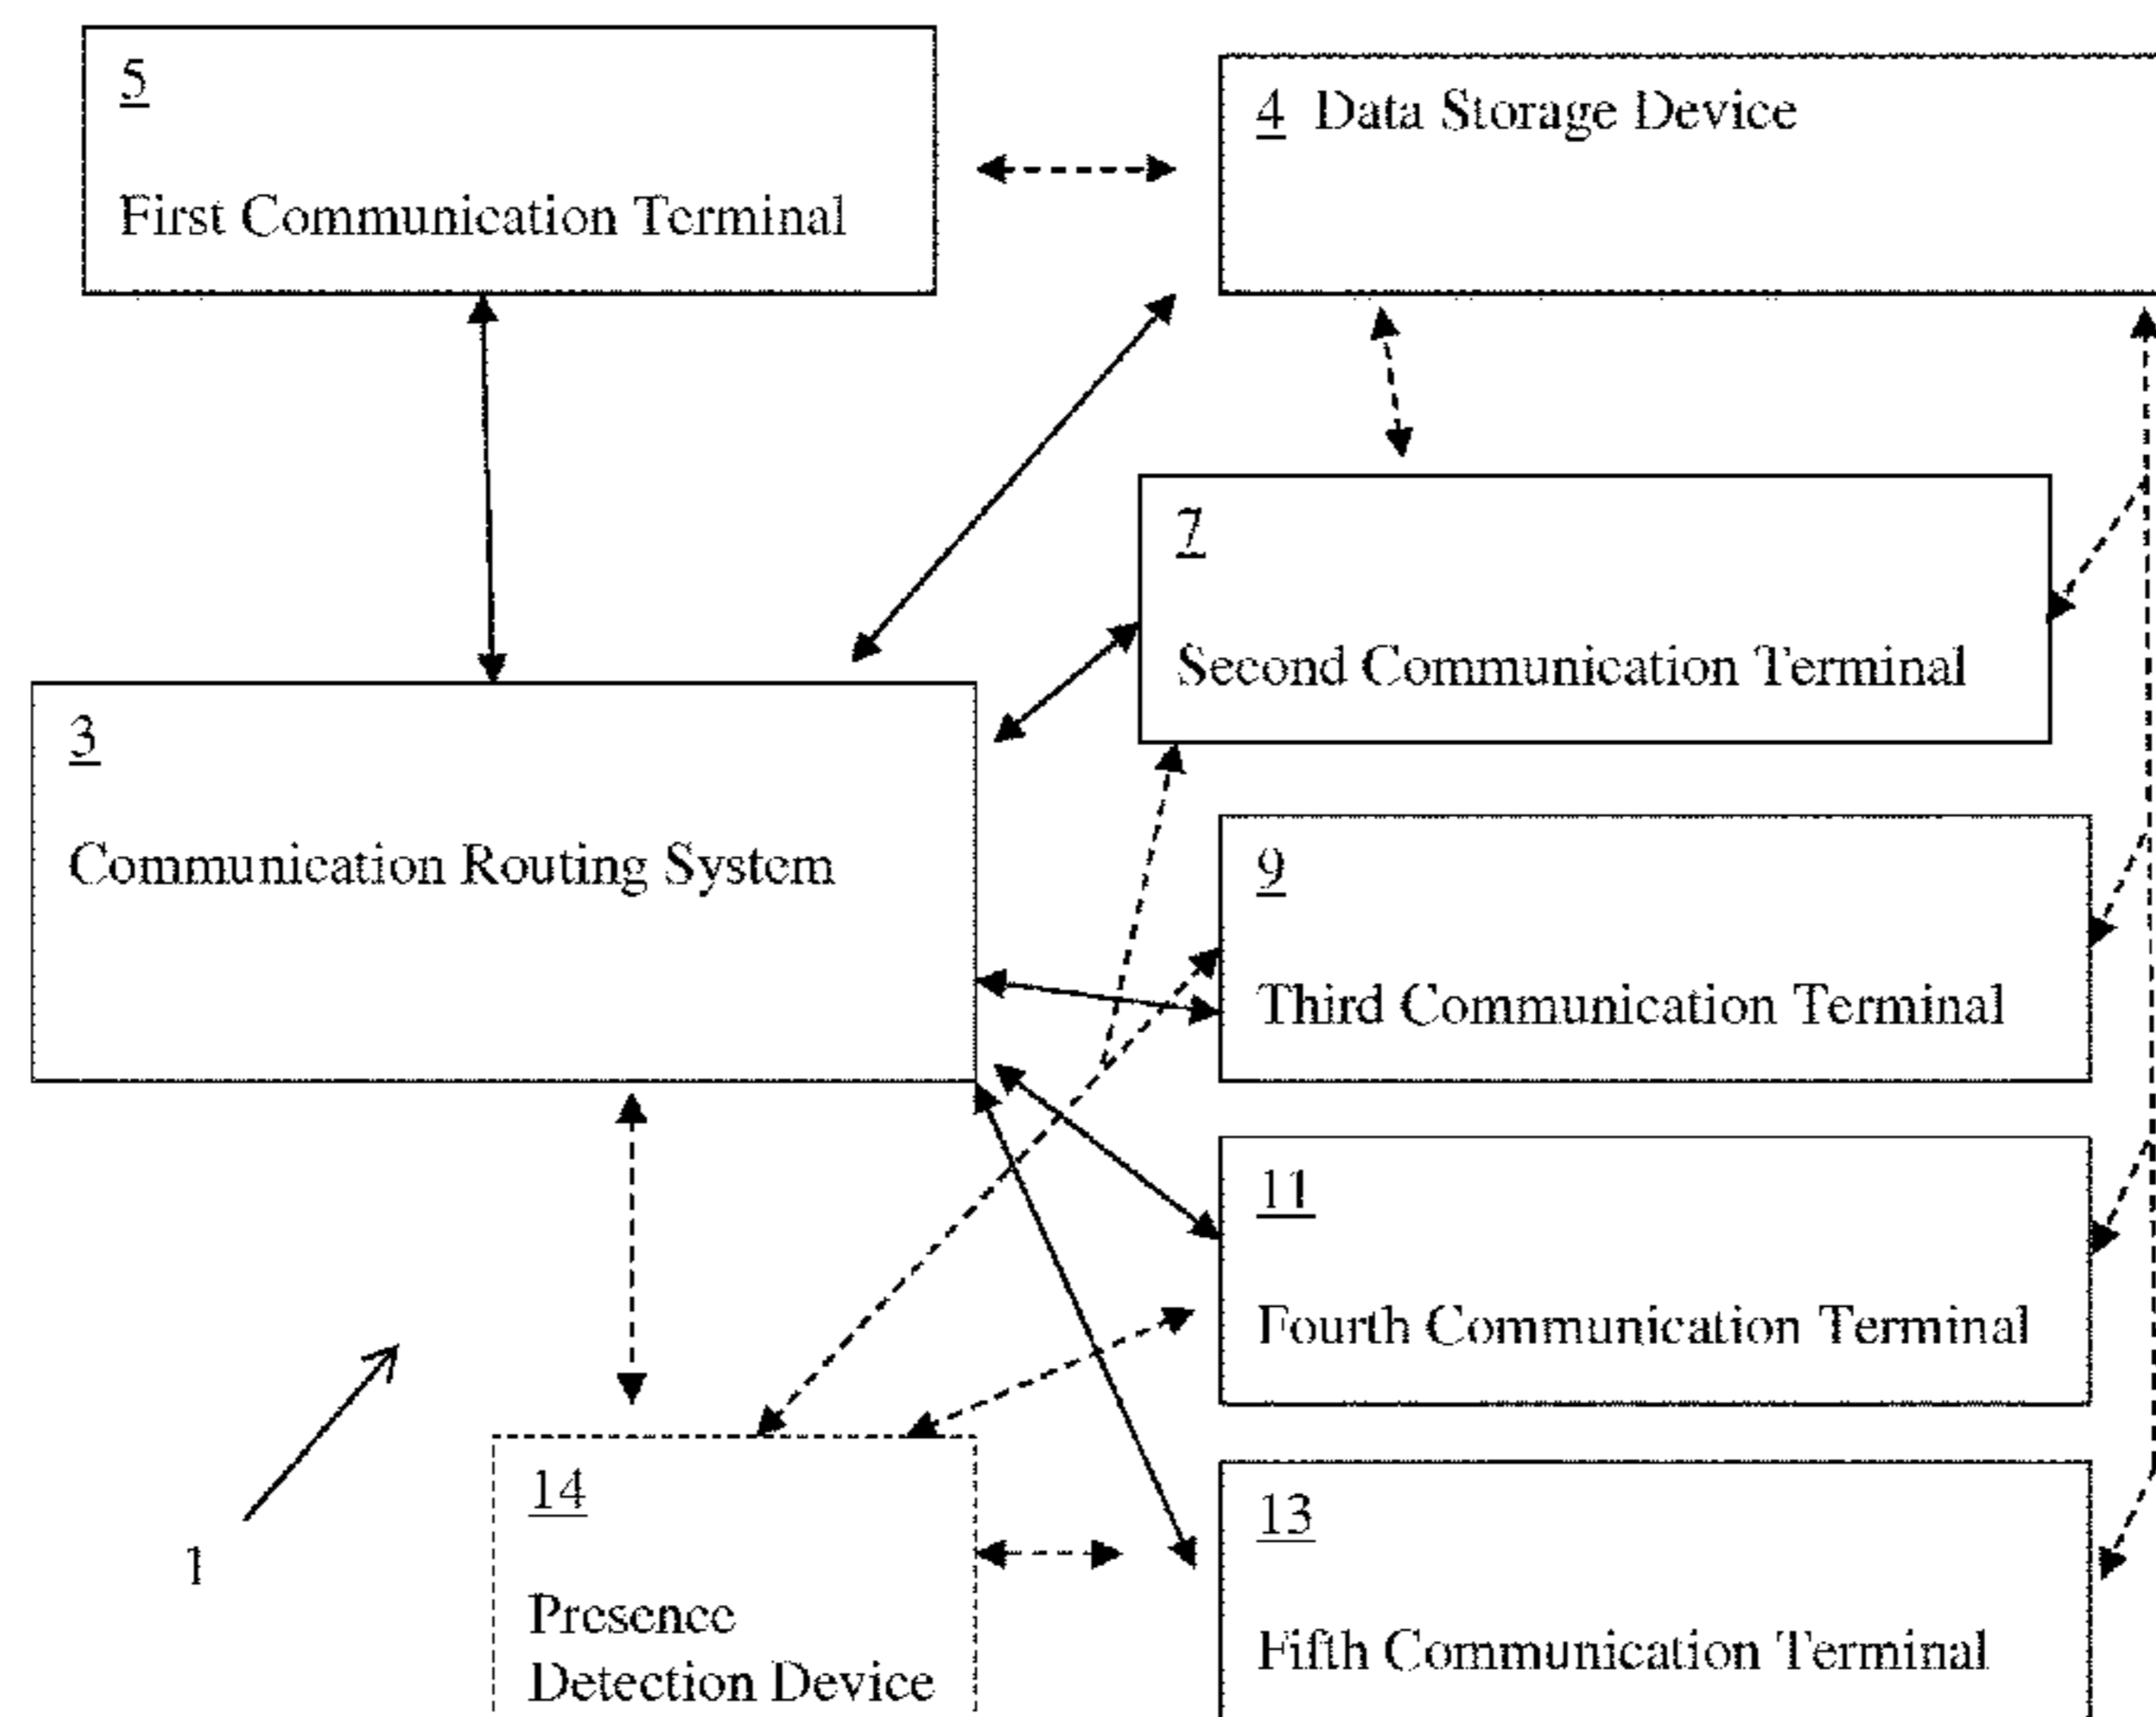 5
First Communication Terminal
4 Data Storage Device
7
Second Communication Terminal
3
Communication Routing System
9
Third Communication Terminal
11
Fourth Communication Terminal
1
14
Presence
Detection Device
13
Fifth Communication Terminal